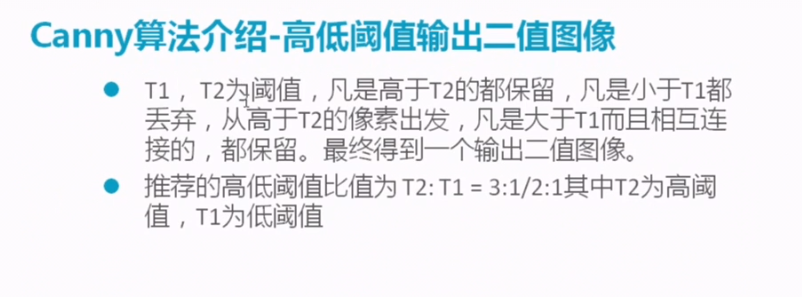 Canny算法介绍-高低阈值输出二值图像
T1， T2为阈值，凡是高于T2的都保留，凡是小于T1都
丢弃，从高于T2的像素出发，凡是大于T1而且相互连
接的，都保留。最终得到一个输出二值图像。
推荐的高低阈值比值为 T2: T1 = 3:1/2:1其中T2为高阈
值，T1为低阈值